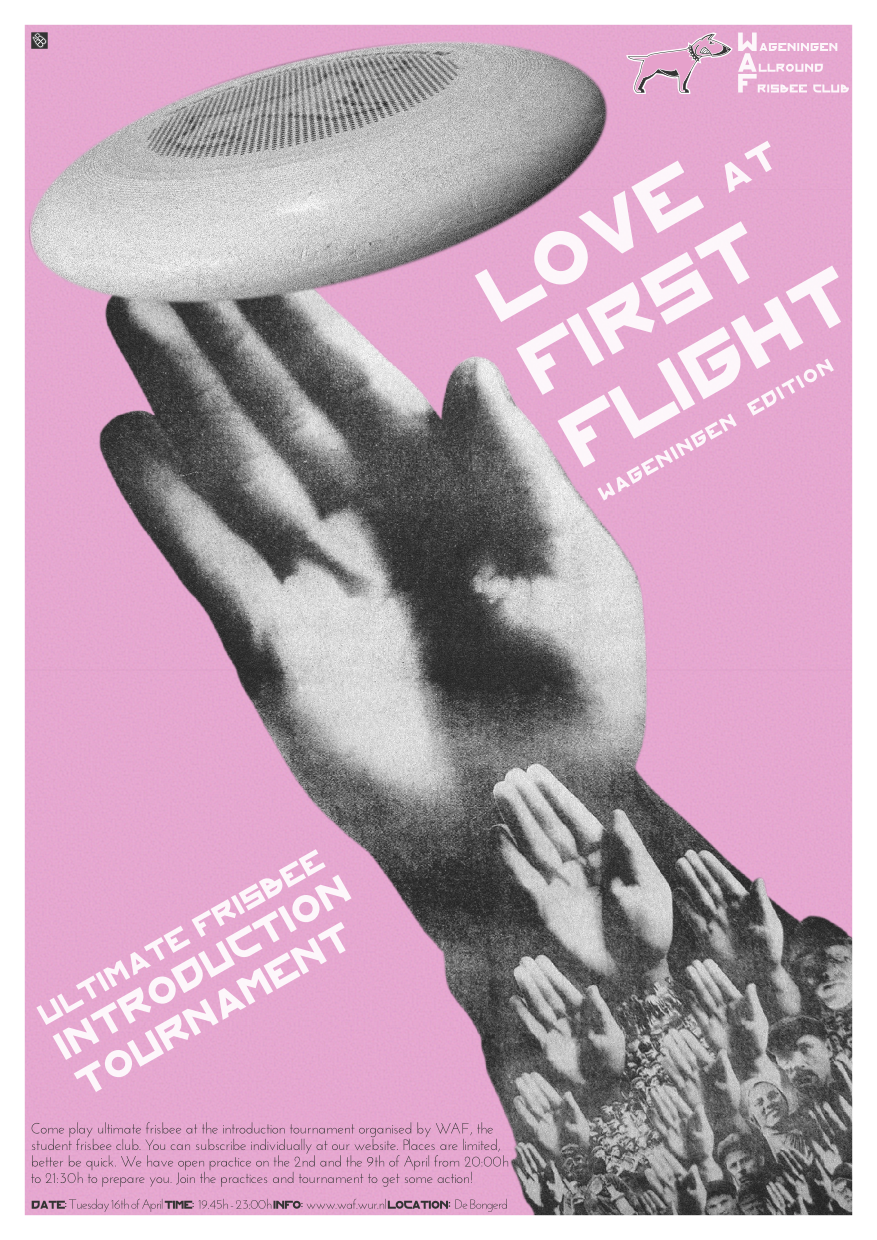 WAGENINGEN
ALLROUND
FRISBEE CLUB
LOVE AT
FIRST
FLIGHT
WAGENINGEN EDITION
ULTIMATE FRISBEE
INTRODUCTION
TOURNAMENT
Come play ultimate frisbee at the introduction tournament organised by WAF, the
student frisbee club. You can subscribe individually at our website. Places are limited,
better be quick. We have open practice on the 2nd and the 9th of April from 20:00h
to 21:30h to prepare you. Join the practices and tournament to get some action!
DATE: Tuesday 16th of April TIME: 19.45h - 23:00h INFO: www.waf.wur.nl LOCATION: De Bongerd